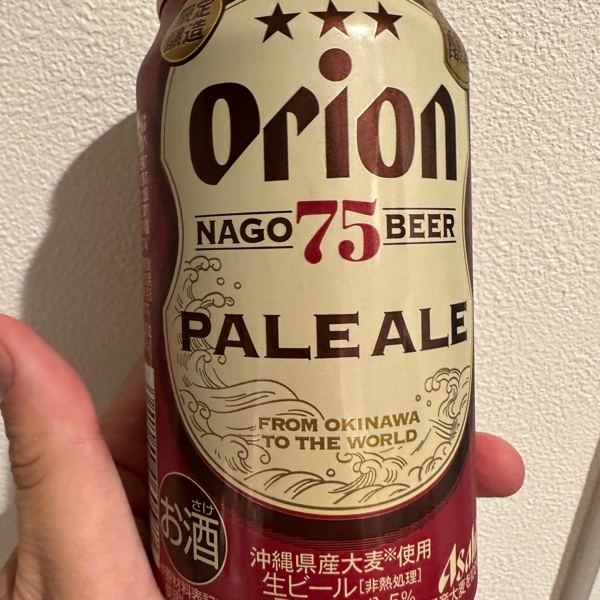 限定
醸造
Orion
NAGO 75 BEER
PALE ALE
FROM OKINAWA
TO THE WORLD
さけ
お酒
沖縄県産大麦※使用
生ビール[非熱処理]
5%